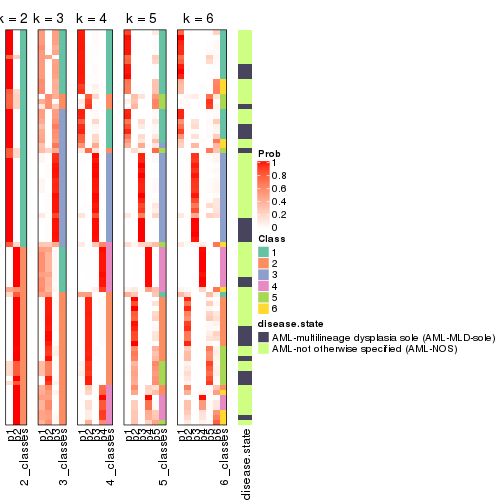 k = 2 k = 3 k = 4 k = 5 k = 6
Prob
1
0.8
0.6
0.4
0.2
0
Class
1
2
3
4
5
6
disease.state
AML-multilineage dysplasia sole (AML-MLD-sole)
AML-not otherwise specified (AML-NOS)
p1 p2 2_classes p1 p2 p3 3_classes p1 p2 p3 p4 4_classes p1 p2 p3 p4 p5 5_classes p1 p2 p3 p4 p5 p6 6_classes disease.state